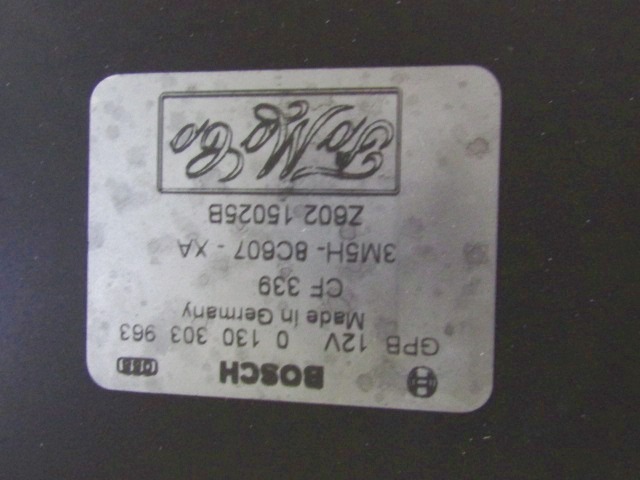 BOSCH
GPB 12V 0 130 303 963
Made in Germany
CF 339
3M5H - 8C607 - XA
Z602 15025B
FoMoCo